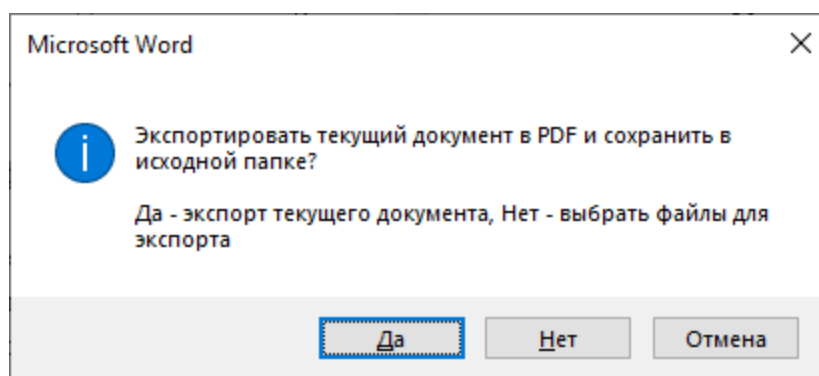 Microsoft Word
Экспортировать текущий документ в PDF и сохранить в
исходной папке?
Да - экспорт текущего документа, Нет - выбрать файлы для
экспорта
Да
Нет
Отмена